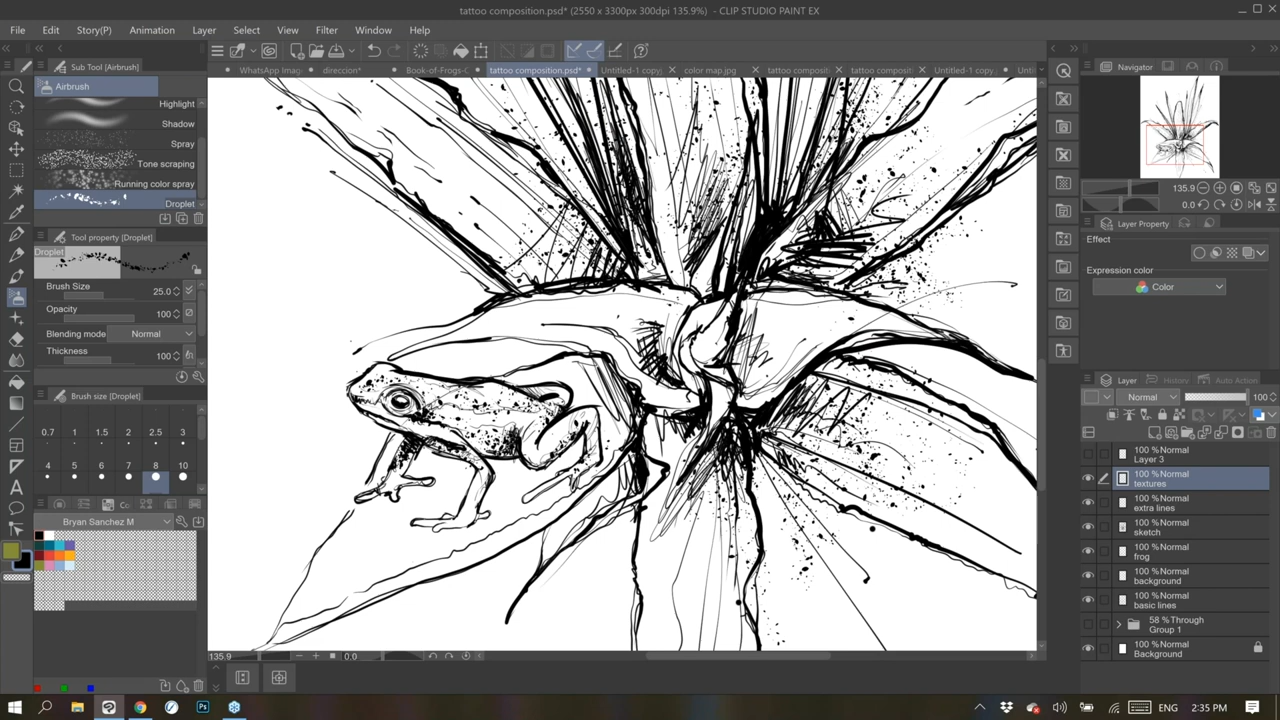 tattoo composition.psd* (2550 x 3300px 300dpi 135.9%) - CLIP STUDIO PAINT EX
File Edit Story(P) Animation Layer Select View Filter Window Help
Sub Tool [Airbrush]
Airbrush
Highlight
Shadow
Spray
Tone scraping
Running color spray
Droplet
Tool property [Droplet]
Droplet
Brush Size 25.0
Opacity 100
Blending mode Normal
Thickness 100
Brush size [Droplet]
0.7 1 1.5 2 2.5 3
4 5 6 7 8 10
Co
Bryan Sanchez M
WhatsApp Imag
direccion*
Book-of-Frogs-C
tattoo composition.psd*
Untitled-1 copy
color map.jpg
tattoo composit
tattoo composit
Untitled-1 copy.
Unti
135.9 0.0
Navigator
135.9
0.0
Layer Property
Effect
Expression color
Color
Layer History Auto Action
Normal 100
100 %Normal
Layer 3
100 %Normal
textures
100 %Normal
extra lines
100 %Normal
sketch
100 %Normal
frog
100 %Normal
background
100 %Normal
basic lines
58 %Through
Group 1
100 %Normal
Background
Ps
ENG 2:35 PM